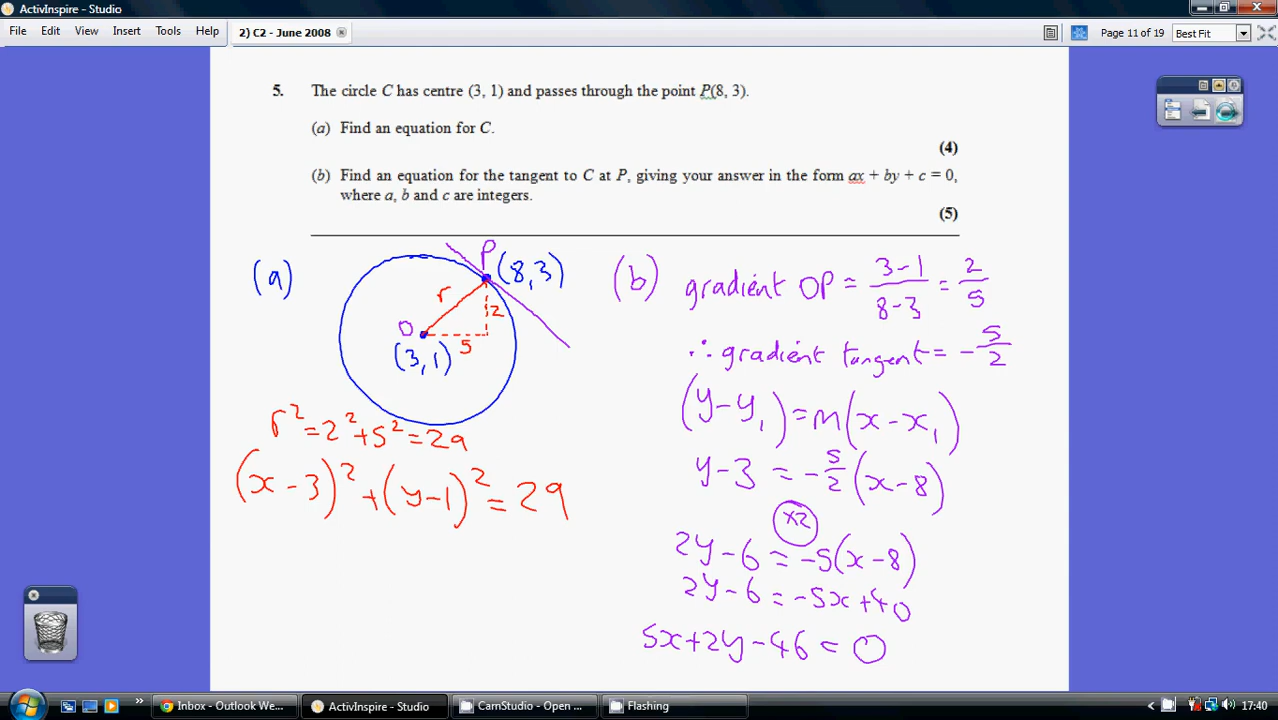 ActivInspire - Studio
File Edit View Insert Tools Help
2) C2 - June 2008
Page 11 of 19
Best Fit
5. The circle C has centre (3, 1) and passes through the point P(8, 3).
(a) Find an equation for C.
(4)
(b) Find an equation for the tangent to C at P, giving your answer in the form ax + by + c = 0,
where a, b and c are integers.
(5)
(a)
P
(8,3)
r
2
O
5
(3,1)
r² = 2² + 5² = 29
(x - 3)² + (y - 1)² = 29
(b) gradient OP = 3-1/8-3 = 2/5
∴ gradient tangent = -5/2
(y - y₁) = m(x - x₁)
y - 3 = -5/2 (x - 8)
×2
2y - 6 = -5(x - 8)
2y - 6 = -5x + 40
5x + 2y - 46 = 0
Inbox - Outlook We...
ActivInspire - Studio
CamStudio - Open ...
Flashing
17:40